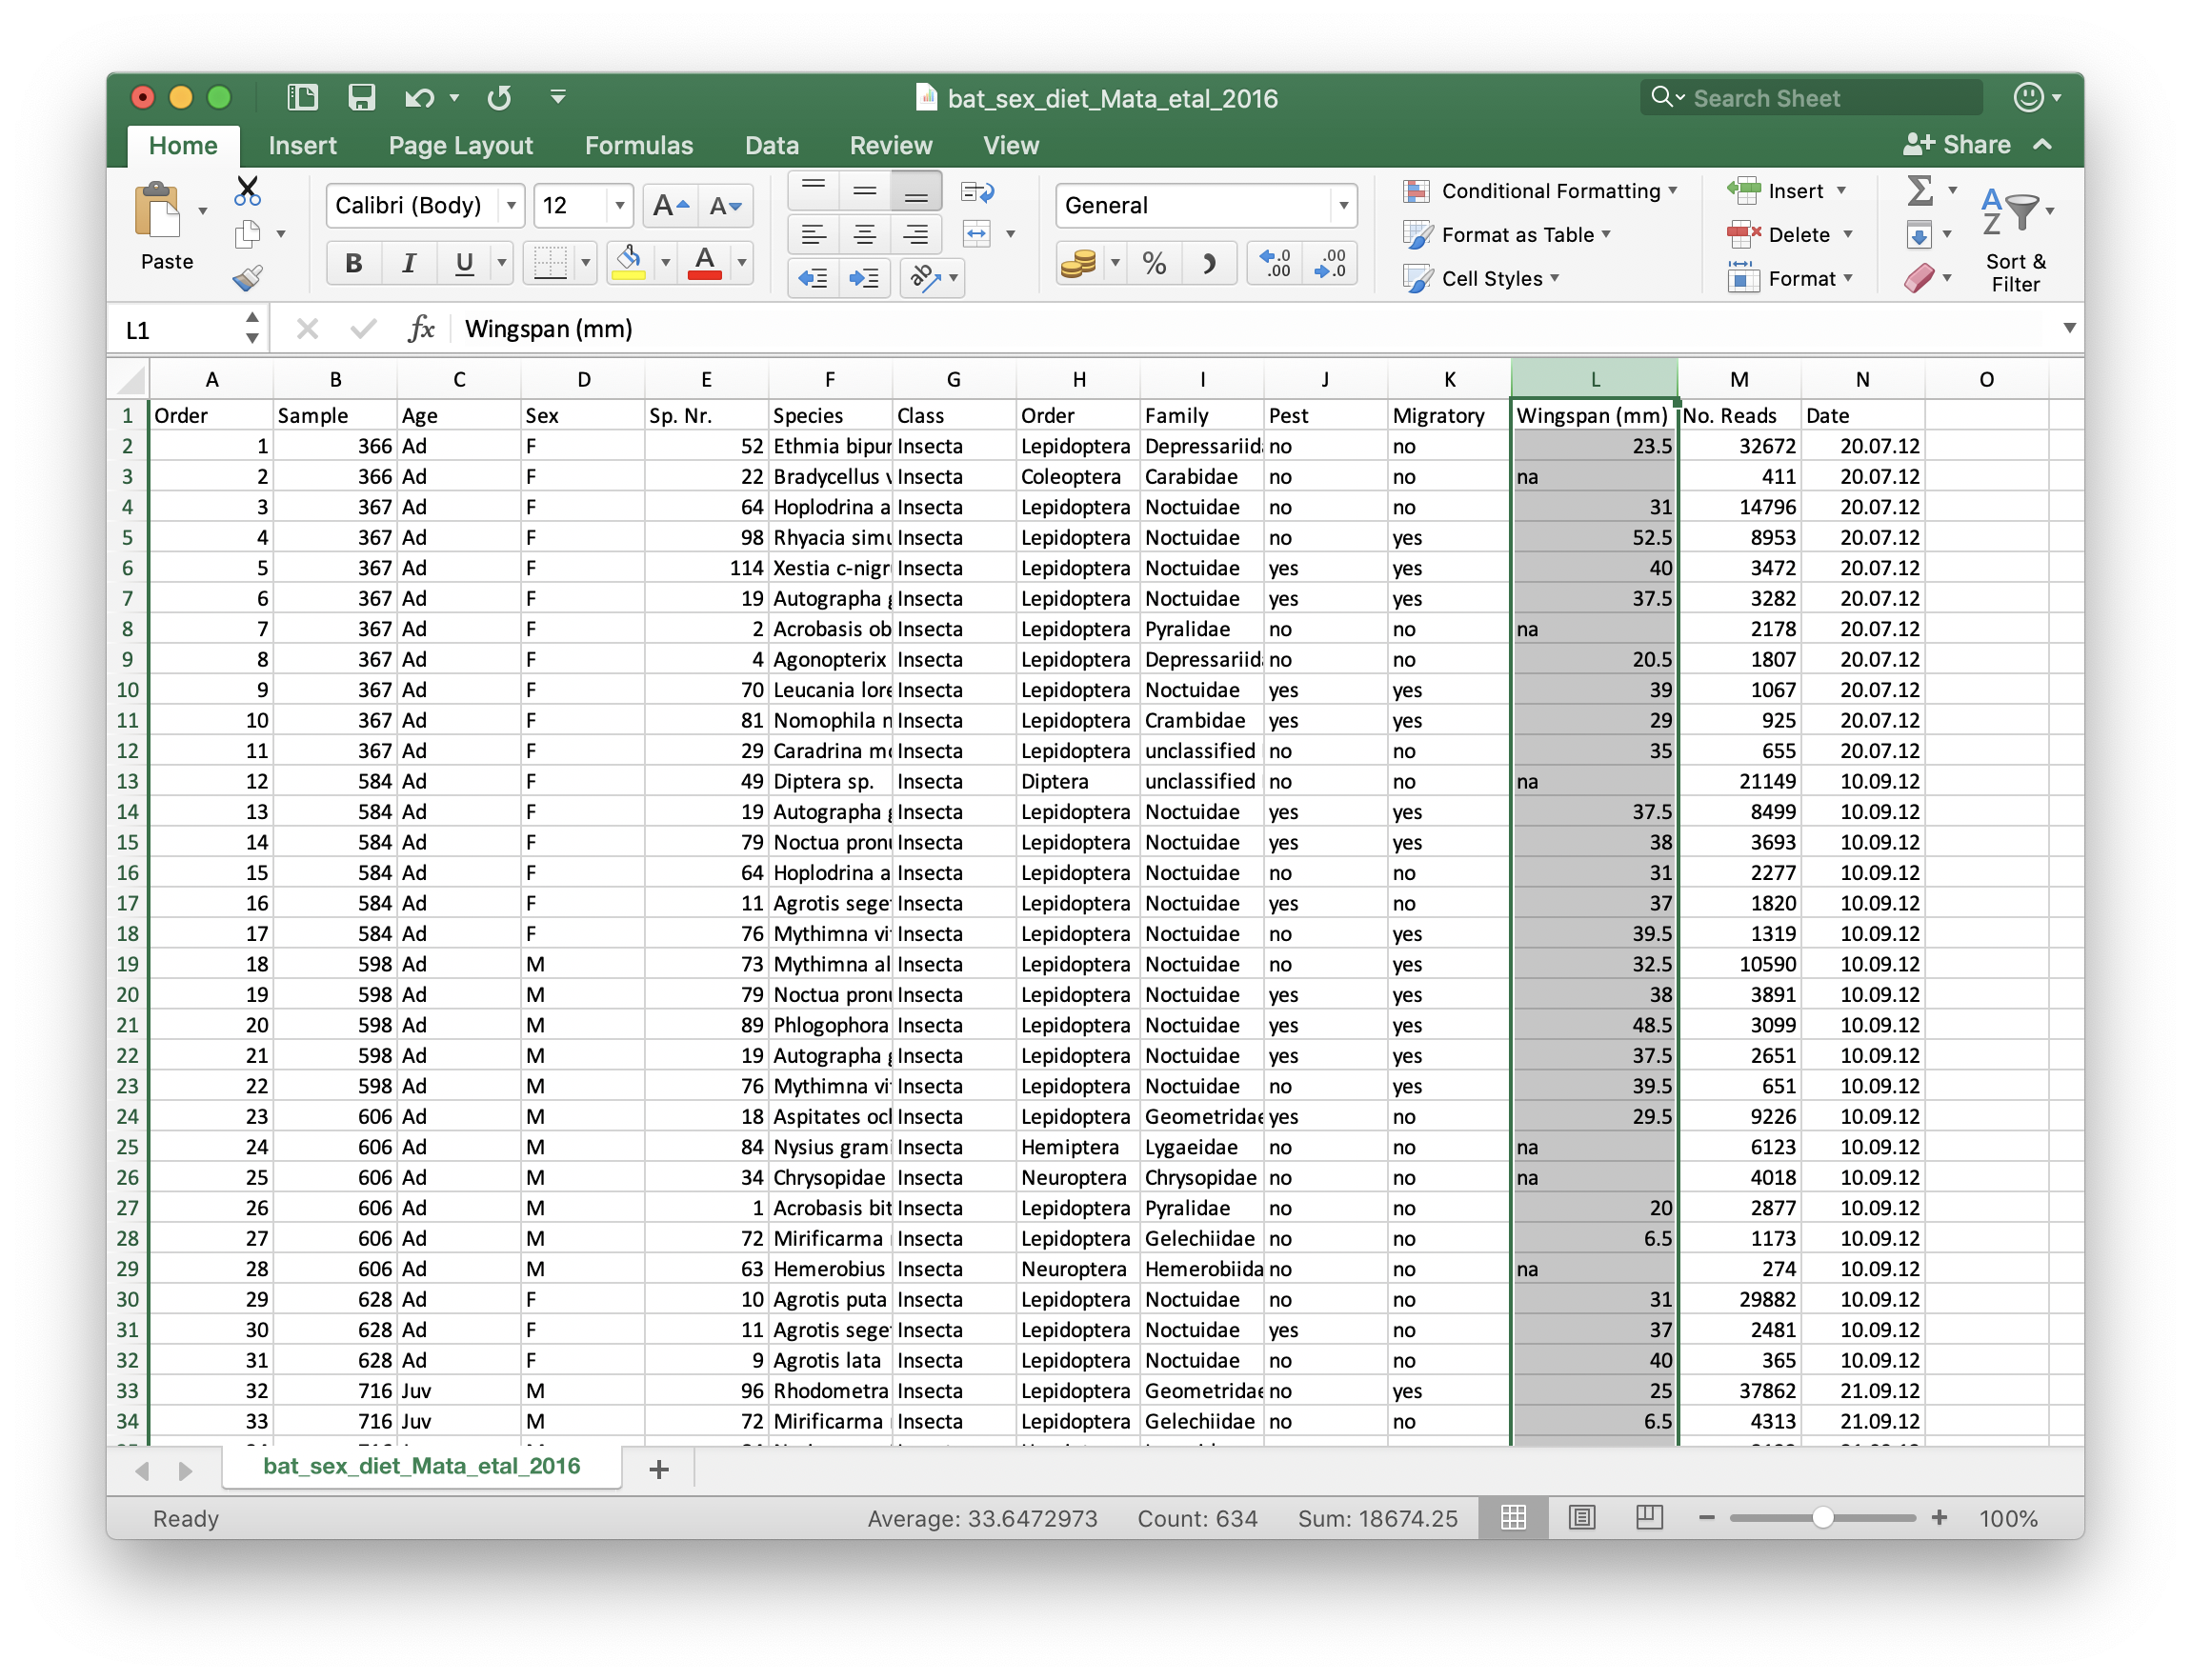 bat_sex_diet_Mata_etal_2016
Search Sheet
Home Insert Page Layout Formulas Data Review View Share
Paste
Calibri (Body) 12
General
Conditional Formatting
Format as Table
Cell Styles
Insert
Delete
Format
Sort & Filter
L1 fx Wingspan (mm)
A B C D E F G H I J K L M N O
1 Order Sample Age Sex Sp. Nr. Species Class Order Family Pest Migratory Wingspan (mm) No. Reads Date
2 1 366 Ad F 52 Ethmia bipur Insecta Lepidoptera Depressariid no no 23.5 32672 20.07.12
3 2 366 Ad F 22 Bradycellus v Insecta Coleoptera Carabidae no no na 411 20.07.12
4 3 367 Ad F 64 Hoplodrina a Insecta Lepidoptera Noctuidae no no 31 14796 20.07.12
5 4 367 Ad F 98 Rhyacia simu Insecta Lepidoptera Noctuidae no yes 52.5 8953 20.07.12
6 5 367 Ad F 114 Xestia c-nigr Insecta Lepidoptera Noctuidae yes yes 40 3472 20.07.12
7 6 367 Ad F 19 Autographa g Insecta Lepidoptera Noctuidae yes yes 37.5 3282 20.07.12
8 7 367 Ad F 2 Acrobasis ob Insecta Lepidoptera Pyralidae no no na 2178 20.07.12
9 8 367 Ad F 4 Agonopterix Insecta Lepidoptera Depressariid no no 20.5 1807 20.07.12
10 9 367 Ad F 70 Leucania lore Insecta Lepidoptera Noctuidae yes yes 39 1067 20.07.12
11 10 367 Ad F 81 Nomophila n Insecta Lepidoptera Crambidae yes yes 29 925 20.07.12
12 11 367 Ad F 29 Caradrina mo Insecta Lepidoptera unclassified no no 35 655 20.07.12
13 12 584 Ad F 49 Diptera sp. Insecta Diptera unclassified no no na 21149 10.09.12
14 13 584 Ad F 19 Autographa g Insecta Lepidoptera Noctuidae yes yes 37.5 8499 10.09.12
15 14 584 Ad F 79 Noctua pronu Insecta Lepidoptera Noctuidae yes yes 38 3693 10.09.12
16 15 584 Ad F 64 Hoplodrina a Insecta Lepidoptera Noctuidae no no 31 2277 10.09.12
17 16 584 Ad F 11 Agrotis seget Insecta Lepidoptera Noctuidae yes no 37 1820 10.09.12
18 17 584 Ad F 76 Mythimna vit Insecta Lepidoptera Noctuidae no yes 39.5 1319 10.09.12
19 18 598 Ad M 73 Mythimna al Insecta Lepidoptera Noctuidae no yes 32.5 10590 10.09.12
20 19 598 Ad M 79 Noctua pronu Insecta Lepidoptera Noctuidae yes yes 38 3891 10.09.12
21 20 598 Ad M 89 Phlogophora Insecta Lepidoptera Noctuidae yes yes 48.5 3099 10.09.12
22 21 598 Ad M 19 Autographa g Insecta Lepidoptera Noctuidae yes yes 37.5 2651 10.09.12
23 22 598 Ad M 76 Mythimna vit Insecta Lepidoptera Noctuidae no yes 39.5 651 10.09.12
24 23 606 Ad M 18 Aspitates ocl Insecta Lepidoptera Geometridae yes no 29.5 9226 10.09.12
25 24 606 Ad M 84 Nysius grami Insecta Hemiptera Lygaeidae no no na 6123 10.09.12
26 25 606 Ad M 34 Chrysopidae Insecta Neuroptera Chrysopidae no no na 4018 10.09.12
27 26 606 Ad M 1 Acrobasis bit Insecta Lepidoptera Pyralidae no no 20 2877 10.09.12
28 27 606 Ad M 72 Mirificarma Insecta Lepidoptera Gelechiidae no no 6.5 1173 10.09.12
29 28 606 Ad M 63 Hemerobius Insecta Neuroptera Hemerobiida no no na 274 10.09.12
30 29 628 Ad F 10 Agrotis puta Insecta Lepidoptera Noctuidae no no 31 29882 10.09.12
31 30 628 Ad F 11 Agrotis seget Insecta Lepidoptera Noctuidae yes no 37 2481 10.09.12
32 31 628 Ad F 9 Agrotis lata Insecta Lepidoptera Noctuidae no no 40 365 10.09.12
33 32 716 Juv M 96 Rhodometra Insecta Lepidoptera Geometridae no yes 25 37862 21.09.12
34 33 716 Juv M 72 Mirificarma Insecta Lepidoptera Gelechiidae no no 6.5 4313 21.09.12
bat_sex_diet_Mata_etal_2016
Ready Average: 33.6472973 Count: 634 Sum: 18674.25 100%